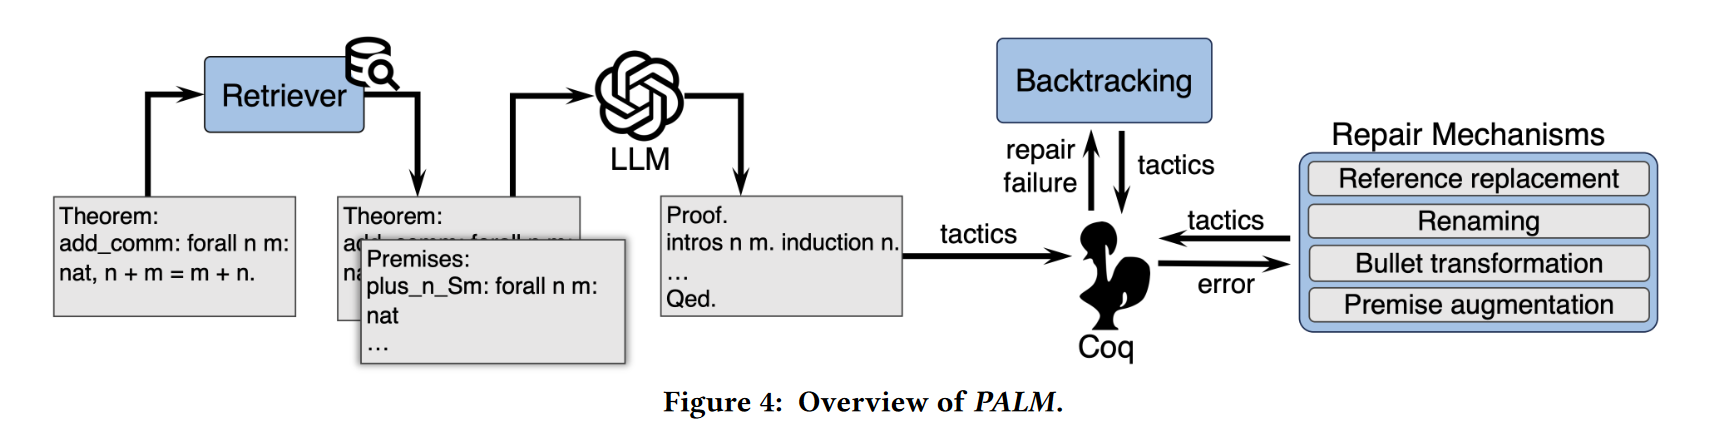 Retriever
LLM
Backtracking
repair
failure
tactics
Repair Mechanisms
Reference replacement
Renaming
Bullet transformation
Premise augmentation
Theorem:
add_comm: forall n m:
nat, n + m = m + n.
Theorem:
Premises:
plus_n_Sm: forall n m:
nat
...
Proof.
intros n m. induction n.
...
Qed.
tactics
tactics
error
Coq
Figure 4: Overview of PALM.